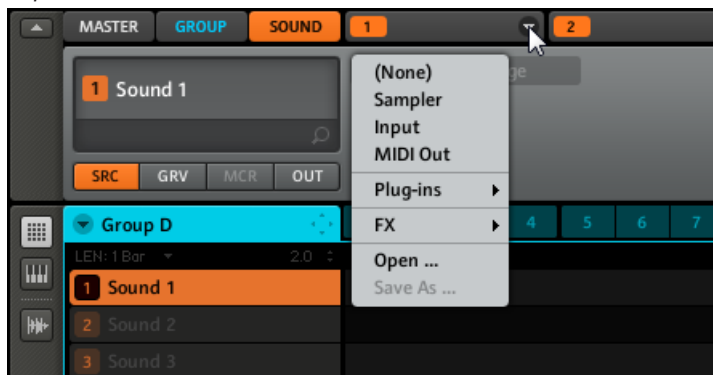 MASTER GROUP SOUND 1 2
1 Sound 1
(None)
Sampler
Input
MIDI Out
Plug-ins
FX
Open ...
Save As ...
SRC GRV MCR OUT
Group D 4 5 6 7
LEN: 1 Bar 2.0
1 Sound 1
2 Sound 2
3 Sound 3